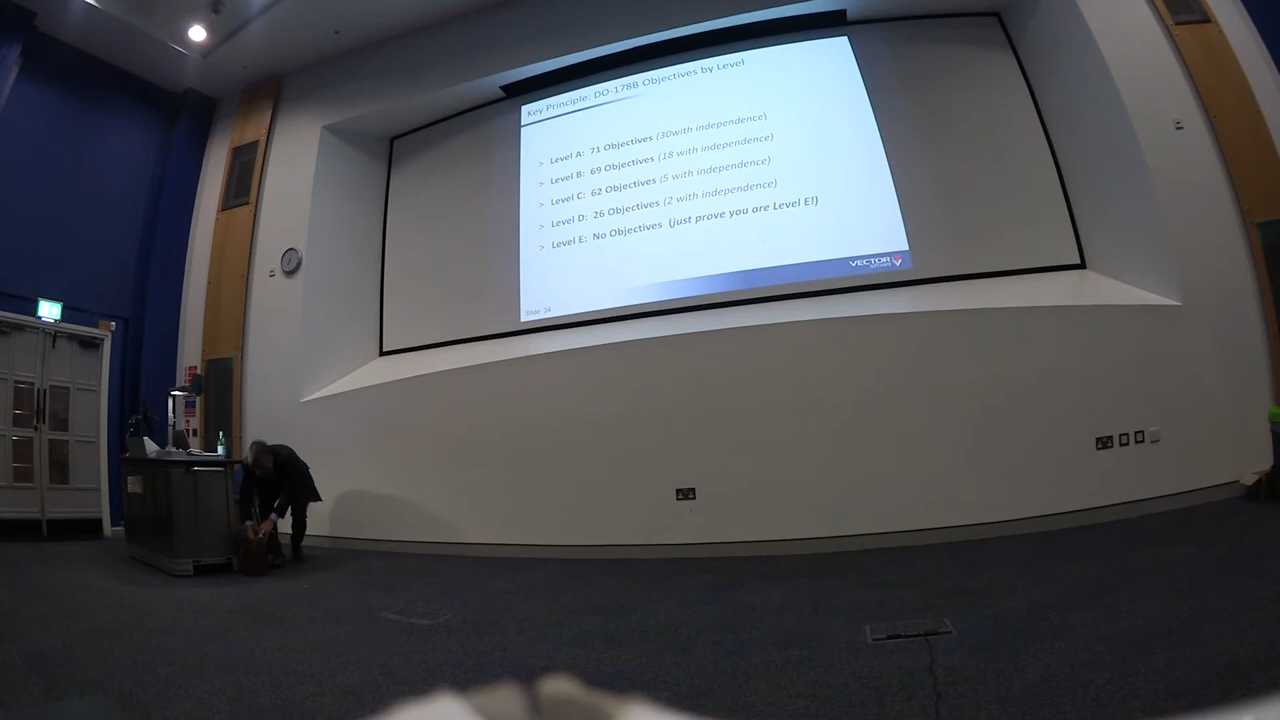 Key Principle: DO-178B Objectives by Level
> Level A: 71 Objectives (30with independence)
> Level B: 69 Objectives (18 with independence)
> Level C: 62 Objectives (5 with independence)
> Level D: 26 Objectives (2 with independence)
> Level E: No Objectives (just prove you are Level E!)
VECTOR
SOFTWARE
Slide 34